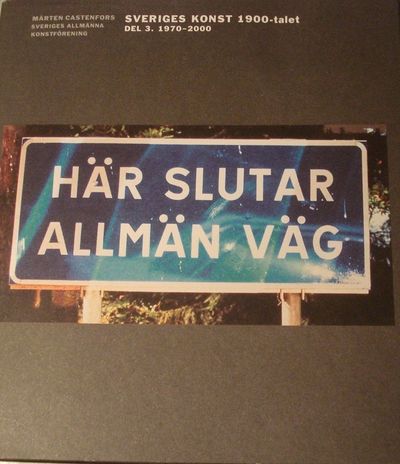 MÅRTEN CASTENFORS
SVERIGES ALLMÄNNA
KONSTFÖRENING
SVERIGES KONST 1900-talet
DEL 3. 1970–2000
HÄR SLUTAR
ALLMÄN VÄG